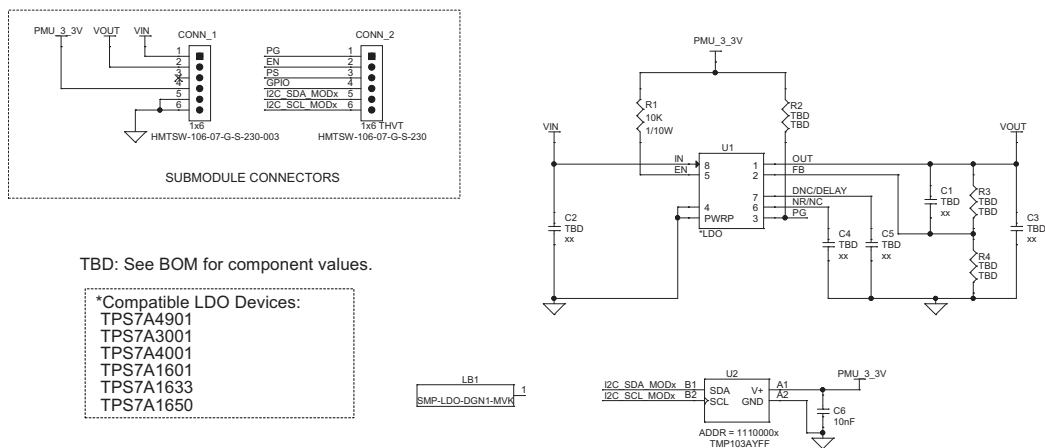 PMU_3_3V VOUT VIN
CONN_1
1
2
3
4
5
6
1x6
HMTSW-106-07-G-S-230-003
CONN_2
PG 1
EN 2
PS 3
GPIO 4
I2C_SDA_MODx 5
I2C_SCL_MODx 6
1x6 THVT
HMTSW-106-07-G-S-230
SUBMODULE CONNECTORS
TBD: See BOM for component values.
*Compatible LDO Devices:
TPS7A4901
TPS7A3001
TPS7A4001
TPS7A1601
TPS7A1633
TPS7A1650
PMU_3_3V
R1
10K
1/10W
R2
TBD
TBD
VIN
VOUT
U1
IN 8 1 OUT
EN 5 2 FB
7 DNC/DELAY
4 6 NR/NC
PWRP 3 PG
*LDO
C2
TBD
xx
C4
TBD
xx
C5
TBD
xx
C1
TBD
xx
R3
TBD
TBD
R4
TBD
TBD
C3
TBD
xx
LB1
SMP-LDO-DGN1-MVK 1
U2
I2C_SDA_MODx B1 SDA V+ A1
I2C_SCL_MODx B2 SCL GND A2
ADDR = 1110000x
TMP103AYFF
PMU_3_3V
C6
10nF